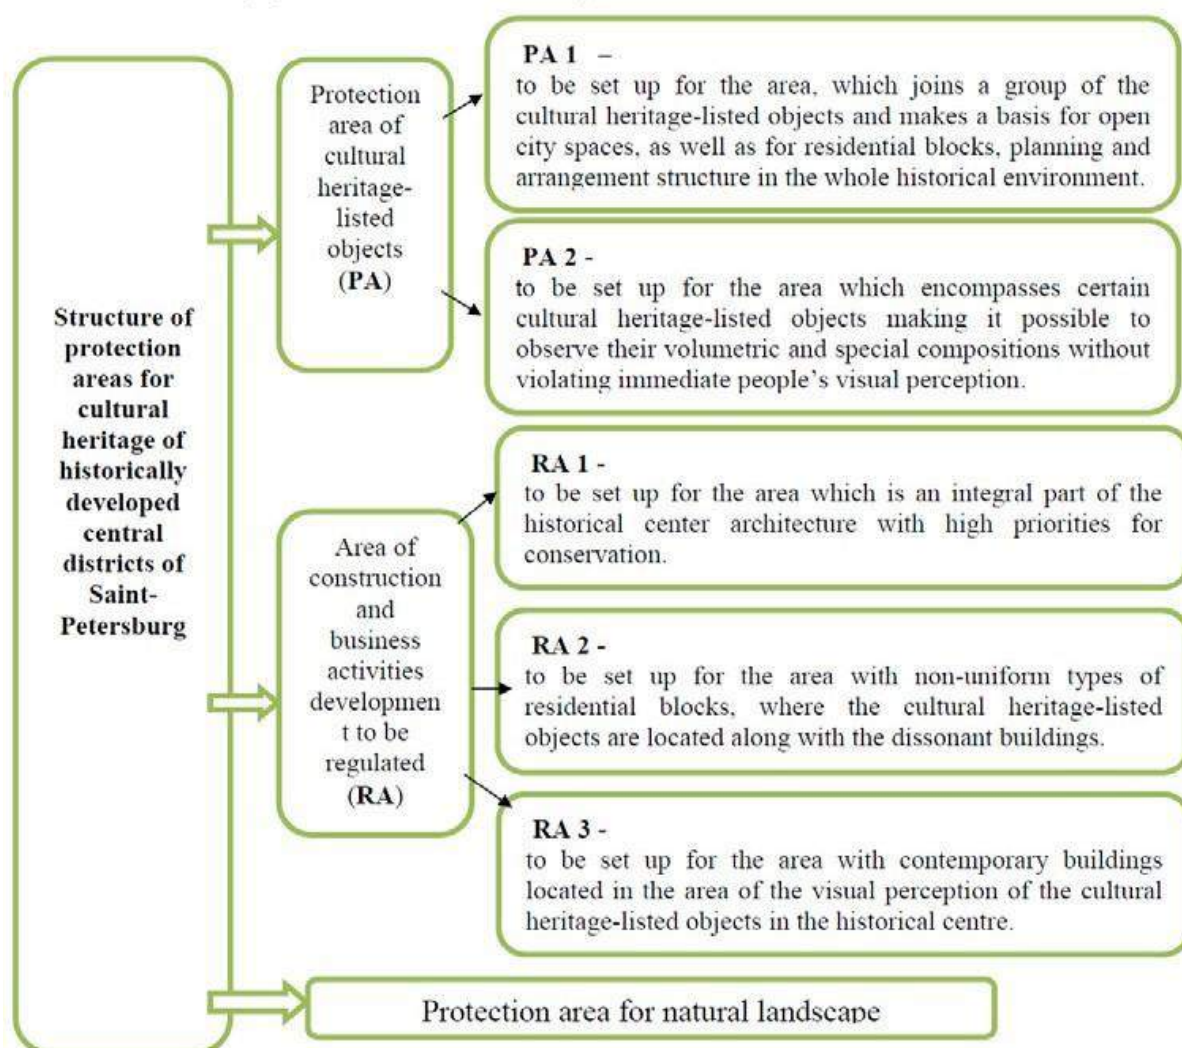 Structure of
protection
areas for
cultural
heritage of
historically
developed
central
districts of
Saint-
Petersburg
Protection
area of
cultural
heritage-
listed
objects
(PA)
PA 1 –
to be set up for the area, which joins a group of the
cultural heritage-listed objects and makes a basis for open
city spaces, as well as for residential blocks, planning and
arrangement structure in the whole historical environment.
PA 2 -
to be set up for the area which encompasses certain
cultural heritage-listed objects making it possible to
observe their volumetric and special compositions without
violating immediate people’s visual perception.
Area of
construction
and
business
activities
developmen
t to be
regulated
(RA)
RA 1 -
to be set up for the area which is an integral part of the
historical center architecture with high priorities for
conservation.
RA 2 -
to be set up for the area with non-uniform types of
residential blocks, where the cultural heritage-listed
objects are located along with the dissonant buildings.
RA 3 -
to be set up for the area with contemporary buildings
located in the area of the visual perception of the cultural
heritage-listed objects in the historical centre.
Protection area for natural landscape